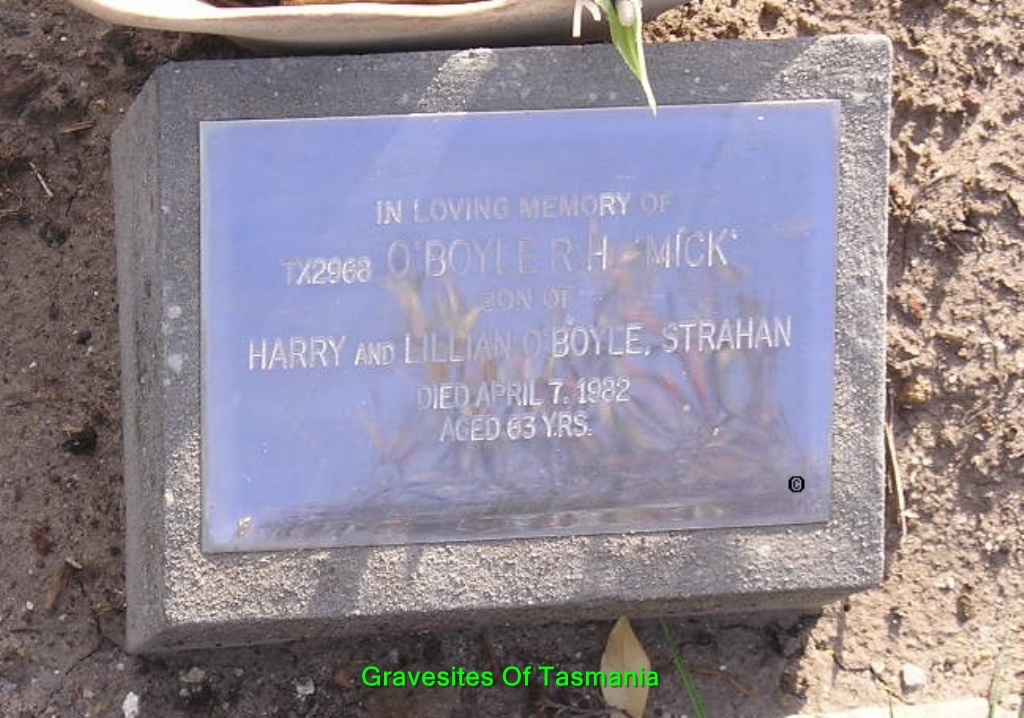 IN LOVING MEMORY OF
TX2968 O'BOYLE R.H. 'MICK'
SON OF
HARRY AND LILLIAN O'BOYLE, STRAHAN
DIED APRIL 7. 1982
AGED 63 YRS.
©
Gravesites Of Tasmania